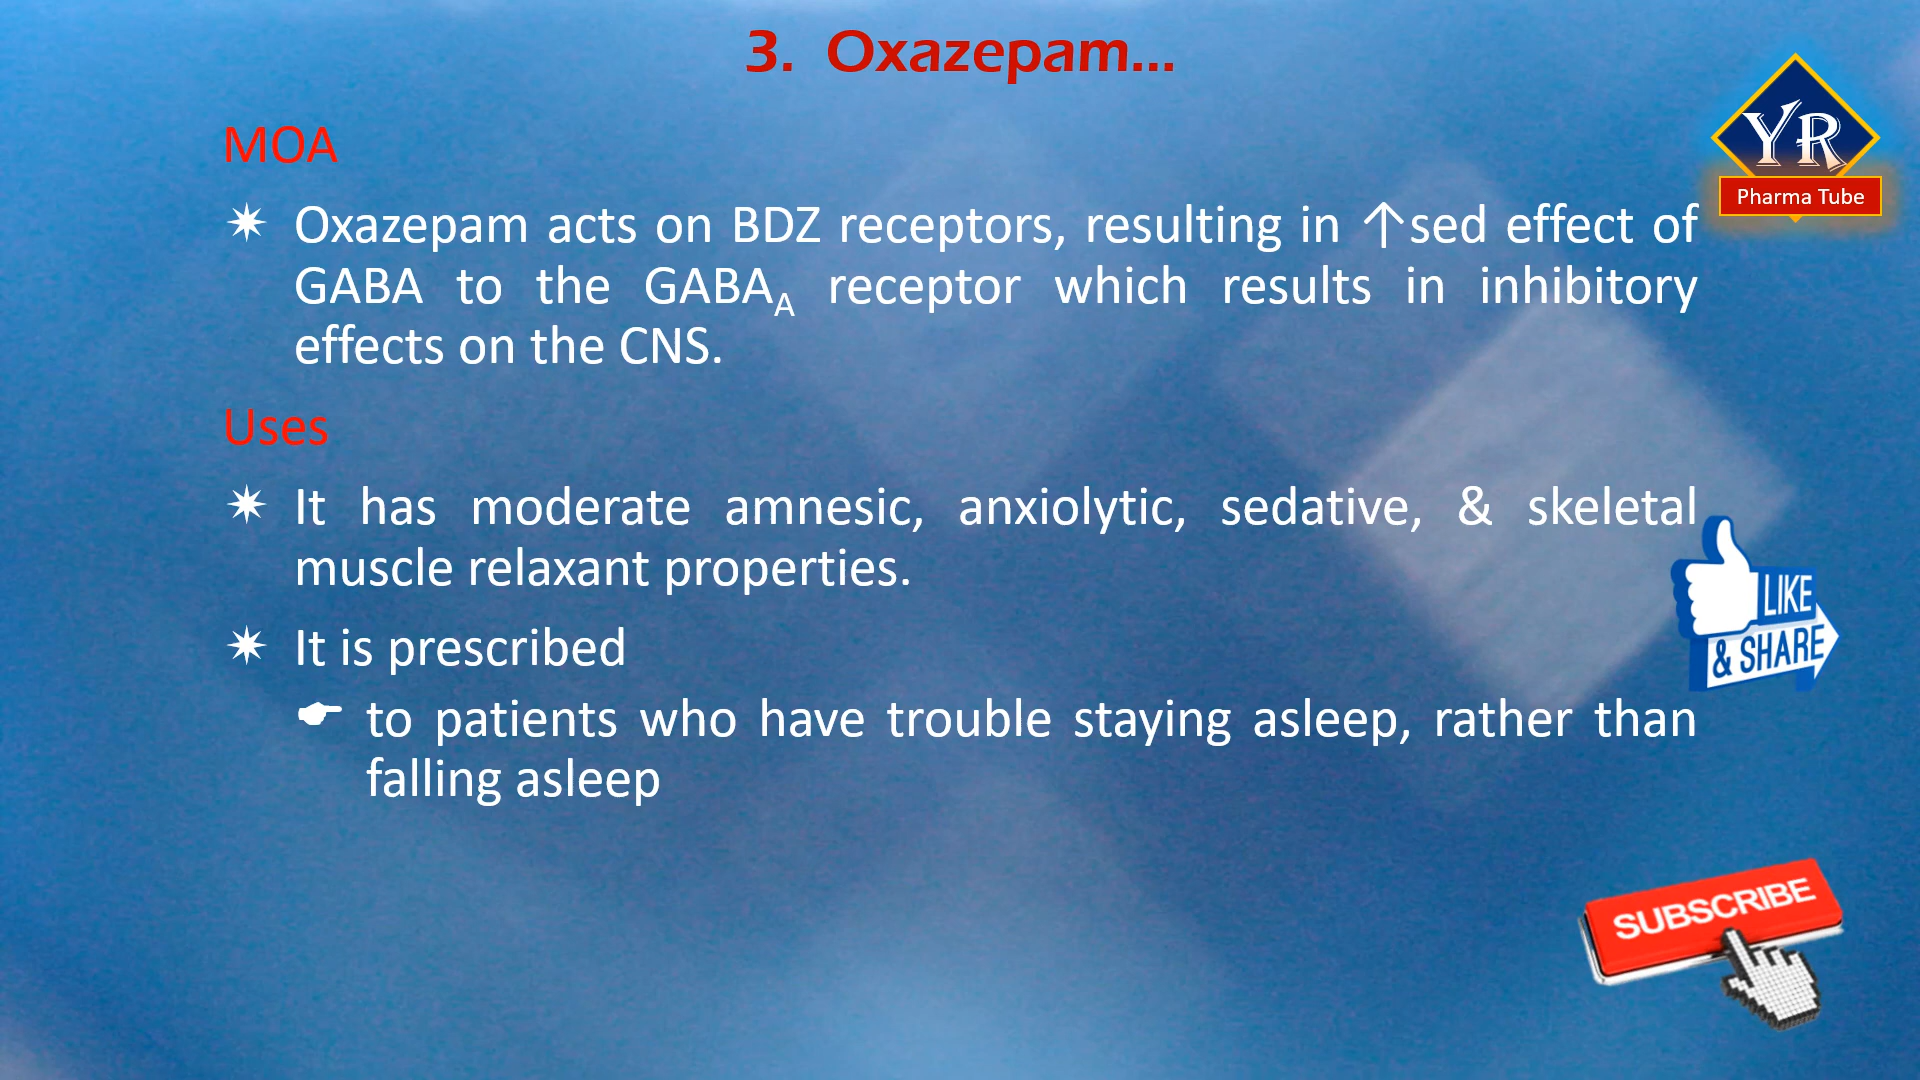 3. Oxazepam...
YR
Pharma Tube
MOA
✷ Oxazepam acts on BDZ receptors, resulting in ↑sed effect of
GABA to the GABAA receptor which results in inhibitory
effects on the CNS.
Uses
✷ It has moderate amnesic, anxiolytic, sedative, & skeletal
muscle relaxant properties.
✷ It is prescribed
☛ to patients who have trouble staying asleep, rather than
falling asleep
LIKE
& SHARE
SUBSCRIBE